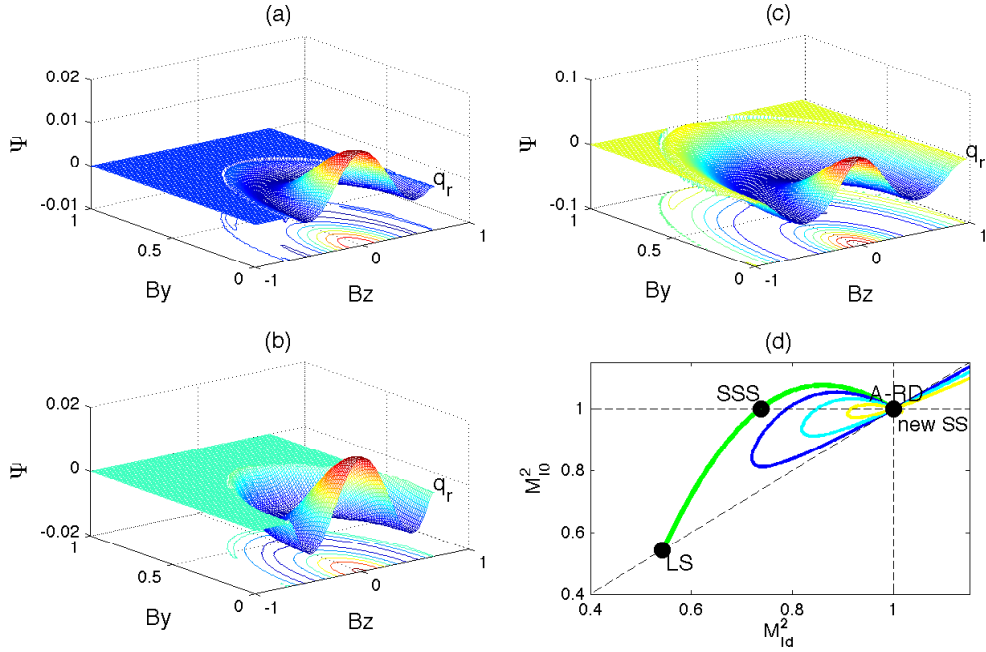 (a)
0.02
0.01
0
-0.01
Ψ
1
0.5
0
By
-1
0
1
Bz
q_r
(c)
0.1
0
-0.1
Ψ
1
0.5
0
By
-1
0
1
Bz
q_r
(b)
0.02
0
-0.02
Ψ
1
0.5
0
By
-1
0
1
Bz
q_r
(d)
SSS
A-RD
new SS
LS
1
0.8
0.6
0.4
M²_I0
0.4
0.6
0.8
1
M²_Id